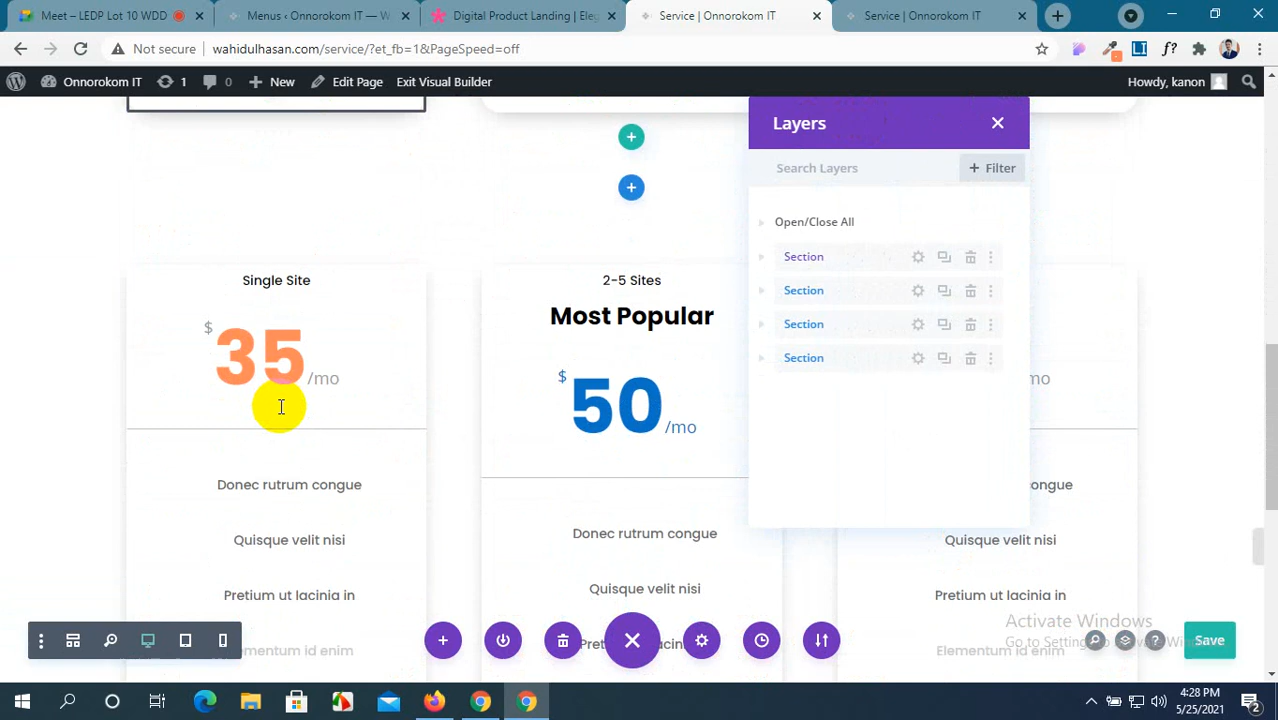 Meet – LEDP Lot 10 WDD
Menus ‹ Onnorokom IT — W
Digital Product Landing | Eleg
Service | Onnorokom IT
Service | Onnorokom IT
Not secure
wahidulhasan.com/service/?et_fb=1&PageSpeed=off
Onnorokom IT
1
0
New
Edit Page
Exit Visual Builder
Howdy, kanon
Layers
Search Layers
+ Filter
Open/Close All
Section
Section
Section
Section
Single Site
$
35
/mo
Donec rutrum congue
Quisque velit nisi
Pretium ut lacinia in
Elementum id enim
2-5 Sites
Most Popular
$
50
/mo
Donec rutrum congue
Quisque velit nisi
mo
congue
Quisque velit nisi
Pretium ut lacinia in
Elementum id enim
Activate Windows
Save
4:28 PM
5/25/2021
2